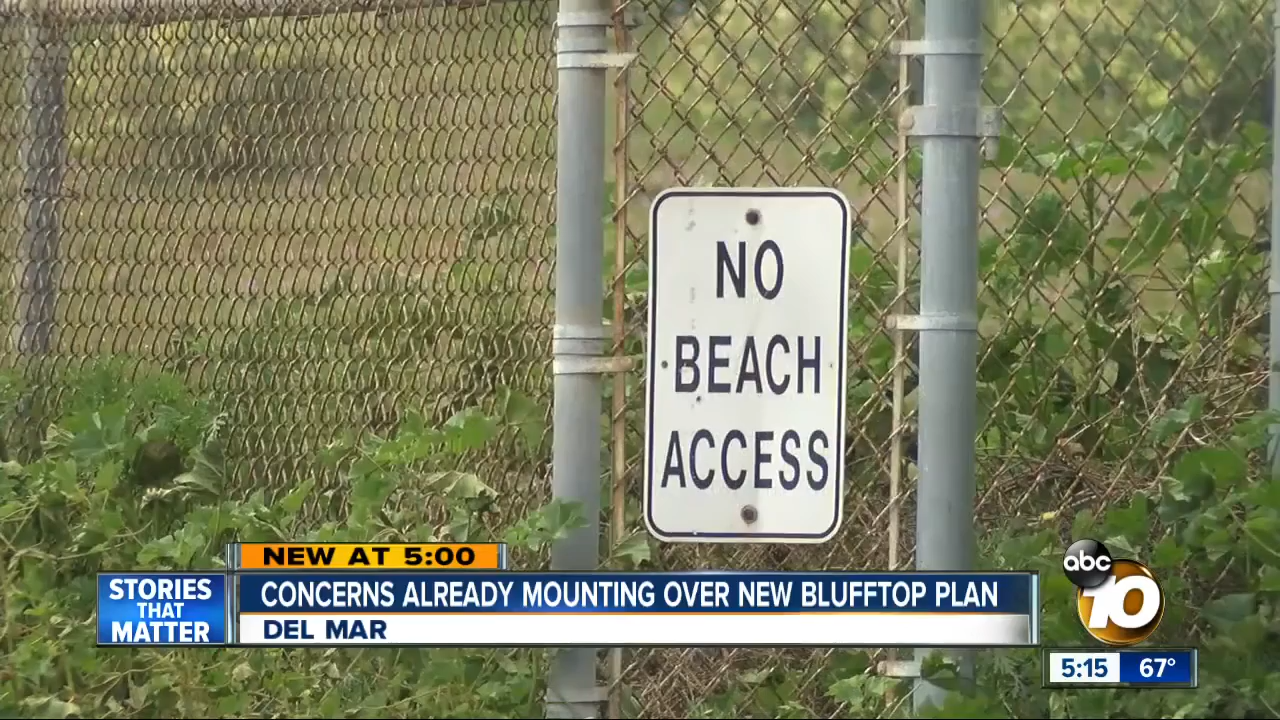 NO
BEACH
ACCESS
NEW AT 5:00
STORIES
THAT
MATTER
CONCERNS ALREADY MOUNTING OVER NEW BLUFFTOP PLAN
DEL MAR
abc
10
5:15 67°